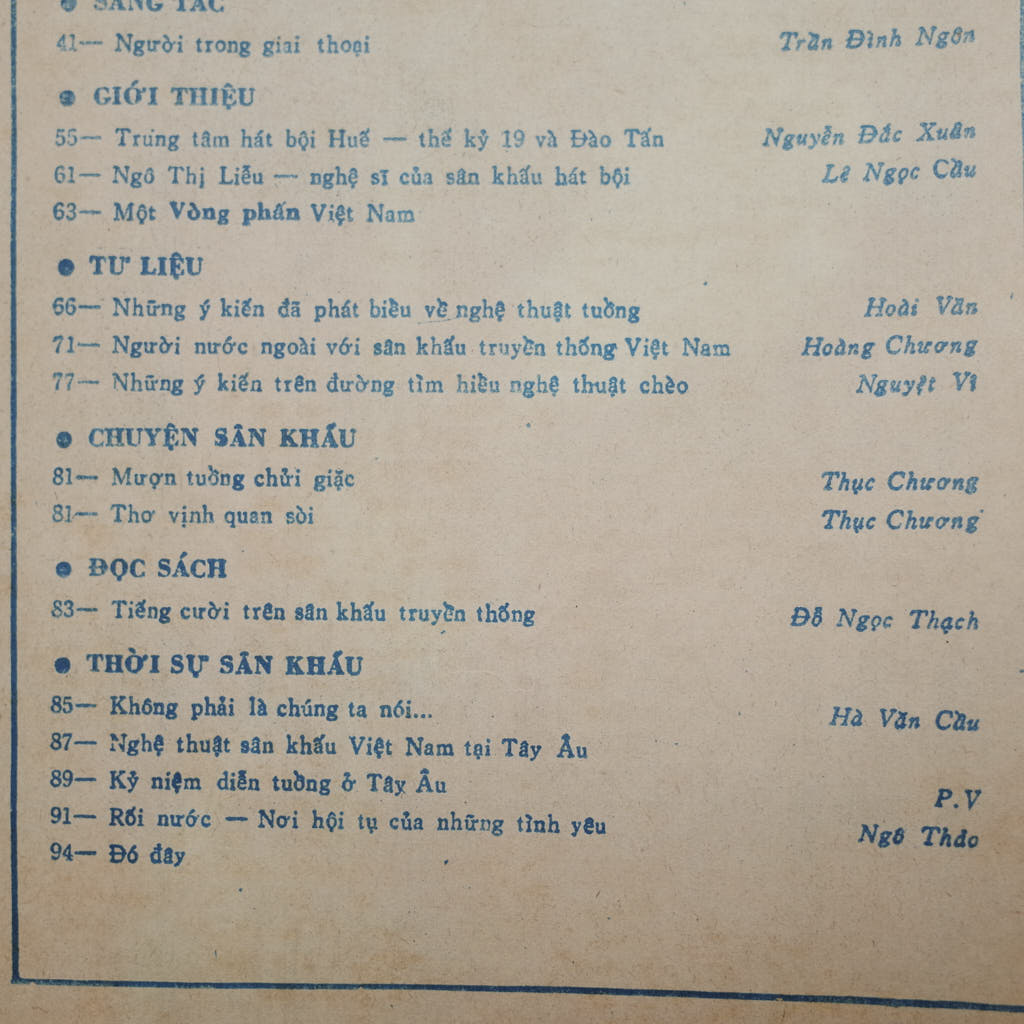 ● SÁNG TÁC
41— Người trong giai thoại Trần Đình Ngôn
● GIỚI THIỆU
55— Trung tâm hát bội Huế — thế kỷ 19 và Đào Tấn Nguyễn Đắc Xuân
61— Ngô Thị Liễu — nghệ sĩ của sân khấu hát bội Lê Ngọc Cầu
63— Một Vòng phấn Việt Nam
● TƯ LIỆU
66— Những ý kiến đã phát biểu về nghệ thuật tuồng Hoài Văn
71— Người nước ngoài với sân khấu truyền thống Việt Nam Hoàng Chương
77— Những ý kiến trên đường tìm hiểu nghệ thuật chèo Nguyệt Vi
● CHUYỆN SÂN KHẤU
81— Mượn tuồng chửi giặc Thục Chương
81— Thơ vịnh quan sòi Thục Chương
● ĐỌC SÁCH
83— Tiếng cười trên sân khấu truyền thống Đỗ Ngọc Thạch
● THỜI SỰ SÂN KHẤU
85— Không phải là chúng ta nói... Hà Văn Cầu
87— Nghệ thuật sân khấu Việt Nam tại Tây Âu
89— Kỷ niệm diễn tuồng ở Tây Âu P.V
91— Rối nước — Nơi hội tụ của những tình yêu Ngô Thảo
94— Đó đây